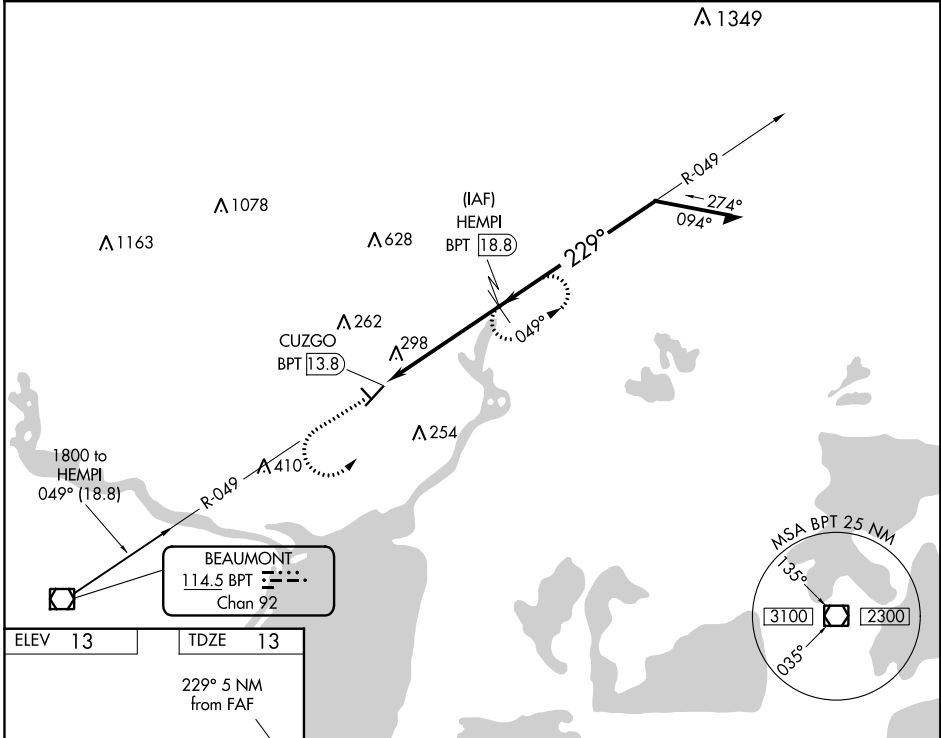 1349
R-049
274°
094°
(IAF)
HEMPI
BPT 18.8
1078
1163
628
229°
049°
262
CUZGO
BPT 13.8
298
254
1800 to
HEMPI
049° (18.8)
410
R-049
BEAUMONT
114.5 BPT
Chan 92
MSA BPT 25 NM
135°
3100
2300
035°
ELEV 13
TDZE 13
229° 5 NM
from FAF